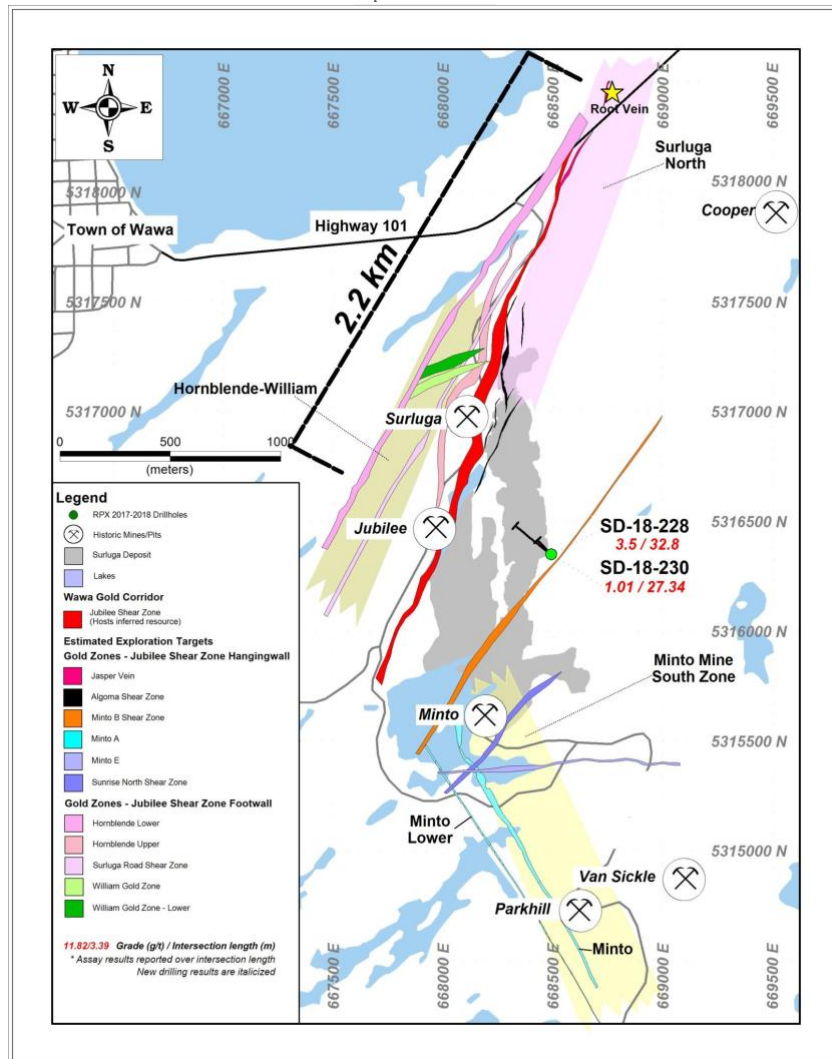 N
W E
S
667000 E
667500 E
668000 E
668500 E
669000 E
669500 E
Root Vein
Surluga
North
5318000 N
5318000 N
Cooper
Town of Wawa
Highway 101
2.2 km
5317500 N
5317500 N
Hornblende-William
5317000 N
5317000 N
Surluga
0 500 1000
(meters)
Legend
RPX 2017-2018 Drillholes
Historic Mines/Pits
Surluga Deposit
Lakes
Wawa Gold Corridor
Jubilee Shear Zone
(Hosts inferred resource)
Estimated Exploration Targets
Gold Zones - Jubilee Shear Zone Hangingwall
Jasper Vein
Algoma Shear Zone
Minto B Shear Zone
Minto A
Minto E
Sunrise North Shear Zone
Gold Zones - Jubilee Shear Zone Footwall
Hornblende Lower
Hornblende Upper
Surluga Road Shear Zone
William Gold Zone
William Gold Zone - Lower
11.82/3.39 Grade (g/t) / Intersection length (m)
* Assay results reported over intersection length
New drilling results are italicized
Jubilee
5316500 N
SD-18-228
3.5 / 32.8
SD-18-230
1.01 / 27.34
5316000 N
Minto Mine
South Zone
Minto
5315500 N
Minto
Lower
5315000 N
Van Sickle
Parkhill
Minto
667500 E
668000 E
668500 E
669000 E
669500 E